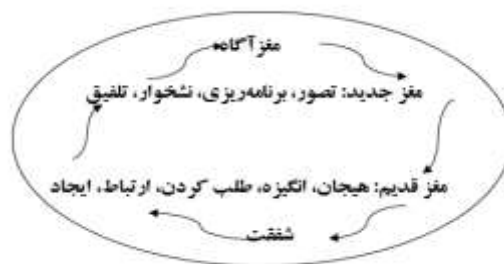 مغز آگاه
مغز جدید: تصور، برنامه‌ریزی، نشخوار، تلفیق
مغز قدیم: هیجان، انگیزه، طلب کردن، ارتباط، ایجاد
شفقت